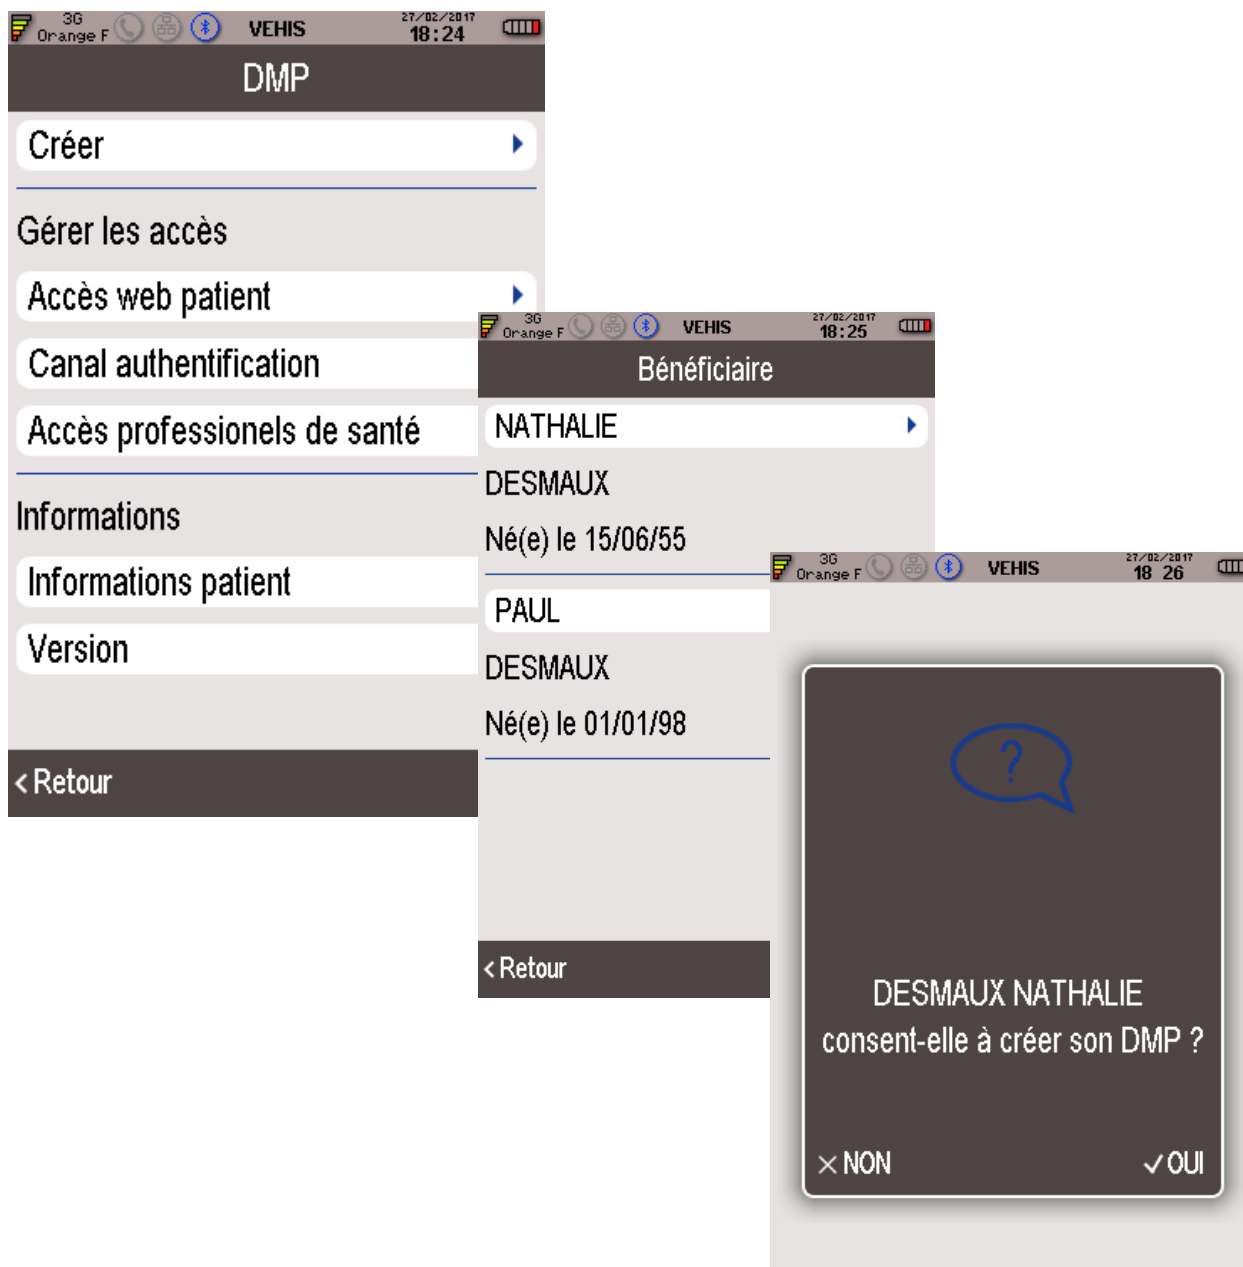 3G
Orange F
VEHIS
27/02/2017
18:24
DMP
Créer
Gérer les accès
Accès web patient
Canal authentification
Accès professionels de santé
Informations
Informations patient
Version
< Retour
3G
Orange F
VEHIS
27/02/2017
18:25
Bénéficiaire
NATHALIE
DESMAUX
Né(e) le 15/06/55
PAUL
DESMAUX
Né(e) le 01/01/98
< Retour
3G
Orange F
VEHIS
27/02/2017
18 26
?
DESMAUX NATHALIE
consent-elle à créer son DMP ?
NON
OUI